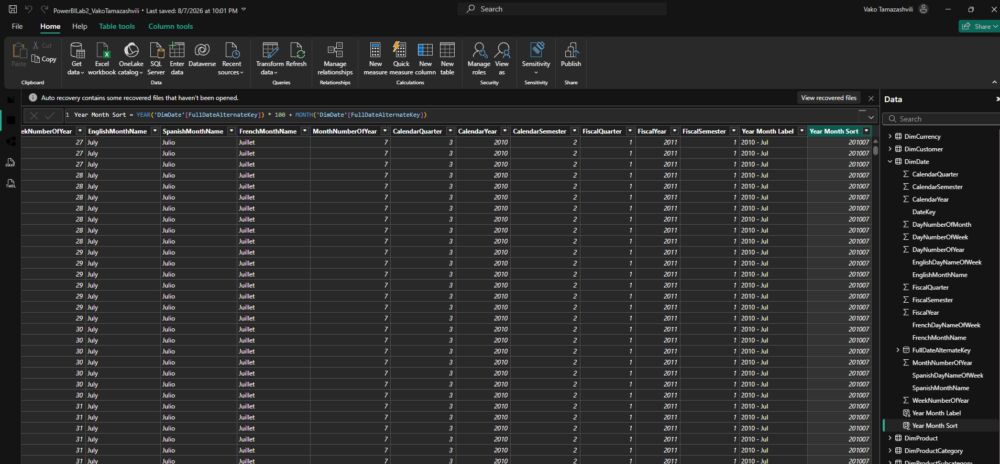 PowerBILab2_VakoTamazashvili • Last saved: 8/7/2026 at 10:01 PM
Search
Vako Tamazashvili
File Home Help Table tools Column tools
Share
Paste
Cut
Copy
Clipboard
Get data
Excel workbook
OneLake catalog
SQL Server
Enter data
Dataverse
Recent sources
Data
Transform data
Refresh
Queries
Manage relationships
Relationships
New measure
Quick measure
New column
New table
Calculations
Manage roles
View as
Security
Sensitivity
Sensitivity
Publish
Share
Auto recovery contains some recovered files that haven't been opened.
View recovered files
1 Year Month Sort = YEAR('DimDate'[FullDateAlternateKey]) * 100 + MONTH('DimDate'[FullDateAlternateKey])
ekNumberOfYear EnglishMonthName SpanishMonthName FrenchMonthName MonthNumberOfYear CalendarQuarter CalendarYear CalendarSemester FiscalQuarter FiscalYear FiscalSemester Year Month Label Year Month Sort
27 July Julio Juillet 7 3 2010 2 1 2011 1 2010 - Jul 201007
27 July Julio Juillet 7 3 2010 2 1 2011 1 2010 - Jul 201007
27 July Julio Juillet 7 3 2010 2 1 2011 1 2010 - Jul 201007
28 July Julio Juillet 7 3 2010 2 1 2011 1 2010 - Jul 201007
28 July Julio Juillet 7 3 2010 2 1 2011 1 2010 - Jul 201007
28 July Julio Juillet 7 3 2010 2 1 2011 1 2010 - Jul 201007
28 July Julio Juillet 7 3 2010 2 1 2011 1 2010 - Jul 201007
28 July Julio Juillet 7 3 2010 2 1 2011 1 2010 - Jul 201007
28 July Julio Juillet 7 3 2010 2 1 2011 1 2010 - Jul 201007
28 July Julio Juillet 7 3 2010 2 1 2011 1 2010 - Jul 201007
29 July Julio Juillet 7 3 2010 2 1 2011 1 2010 - Jul 201007
29 July Julio Juillet 7 3 2010 2 1 2011 1 2010 - Jul 201007
29 July Julio Juillet 7 3 2010 2 1 2011 1 2010 - Jul 201007
29 July Julio Juillet 7 3 2010 2 1 2011 1 2010 - Jul 201007
29 July Julio Juillet 7 3 2010 2 1 2011 1 2010 - Jul 201007
29 July Julio Juillet 7 3 2010 2 1 2011 1 2010 - Jul 201007
29 July Julio Juillet 7 3 2010 2 1 2011 1 2010 - Jul 201007
30 July Julio Juillet 7 3 2010 2 1 2011 1 2010 - Jul 201007
30 July Julio Juillet 7 3 2010 2 1 2011 1 2010 - Jul 201007
30 July Julio Juillet 7 3 2010 2 1 2011 1 2010 - Jul 201007
30 July Julio Juillet 7 3 2010 2 1 2011 1 2010 - Jul 201007
30 July Julio Juillet 7 3 2010 2 1 2011 1 2010 - Jul 201007
30 July Julio Juillet 7 3 2010 2 1 2011 1 2010 - Jul 201007
30 July Julio Juillet 7 3 2010 2 1 2011 1 2010 - Jul 201007
31 July Julio Juillet 7 3 2010 2 1 2011 1 2010 - Jul 201007
31 July Julio Juillet 7 3 2010 2 1 2011 1 2010 - Jul 201007
31 July Julio Juillet 7 3 2010 2 1 2011 1 2010 - Jul 201007
31 July Julio Juillet 7 3 2010 2 1 2011 1 2010 - Jul 201007
31 July Julio Juillet 7 3 2010 2 1 2011 1 2010 - Jul 201007
31 July Julio Juillet 7 3 2010 2 1 2011 1 2010 - Jul 201007
DAX
TMDL
Data
Search
DimCurrency
DimCustomer
DimDate
CalendarQuarter
CalendarSemester
CalendarYear
DateKey
DayNumberOfMonth
DayNumberOfWeek
DayNumberOfYear
EnglishDayNameOfWeek
EnglishMonthName
FiscalQuarter
FiscalSemester
FiscalYear
FrenchDayNameOfWeek
FrenchMonthName
FullDateAlternateKey
MonthNumberOfYear
SpanishDayNameOfWeek
SpanishMonthName
WeekNumberOfYear
Year Month Label
Year Month Sort
DimProduct
DimProductCategory
DimProductSubcategory